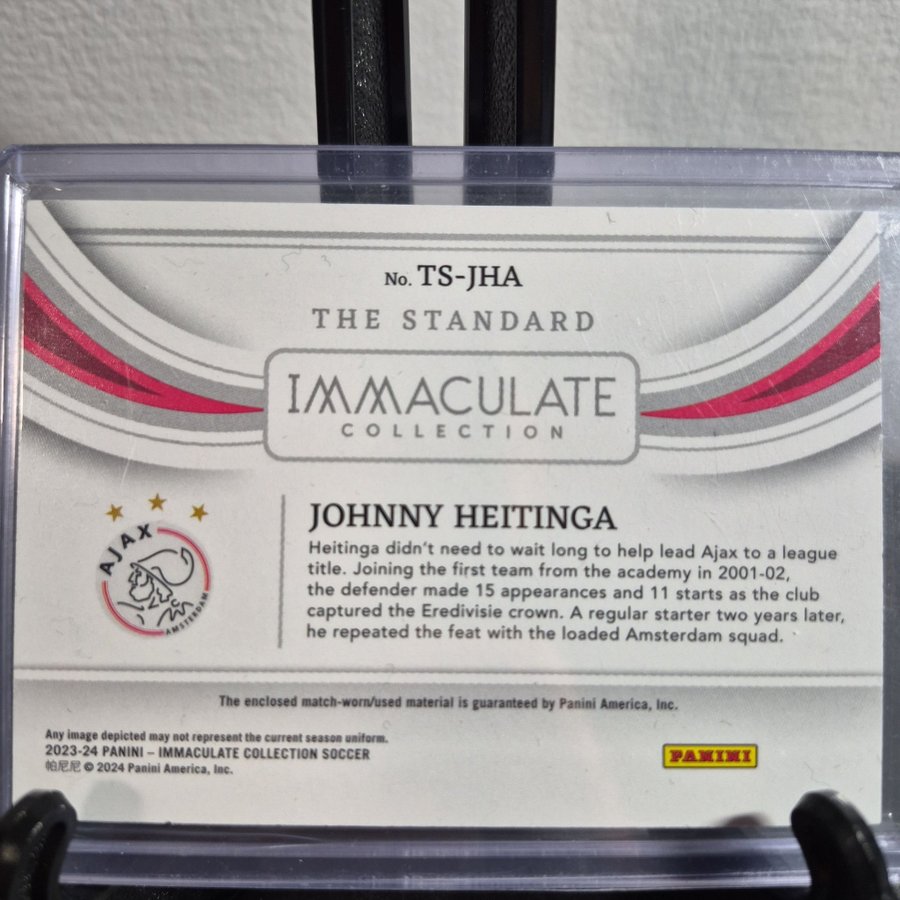 No. TS-JHA
THE STANDARD
IMMACULATE
COLLECTION
AJAX
AMSTERDAM
JOHNNY HEITINGA
Heitinga didn't need to wait long to help lead Ajax to a league
title. Joining the first team from the academy in 2001-02,
the defender made 15 appearances and 11 starts as the club
captured the Eredivisie crown. A regular starter two years later,
he repeated the feat with the loaded Amsterdam squad.
The enclosed match-worn/used material is guaranteed by Panini America, Inc.
Any image depicted may not represent the current season uniform.
2023-24 PANINI – IMMACULATE COLLECTION SOCCER
帕尼尼 © 2024 Panini America, Inc.
PANINI